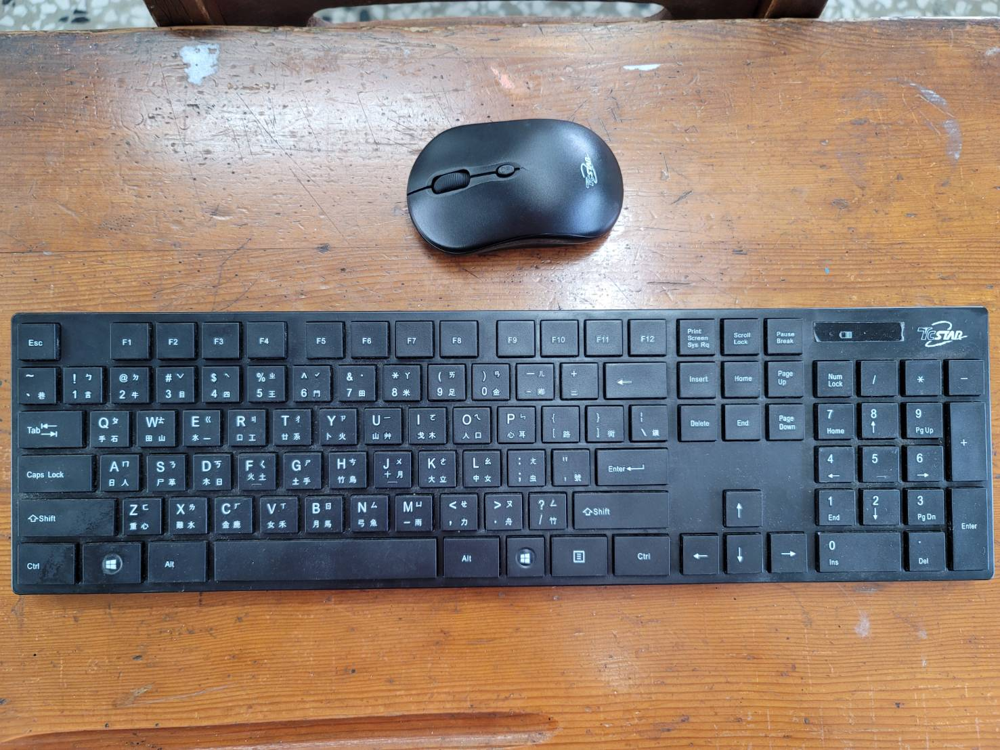 TCSTAR
Esc F1 F2 F3 F4 F5 F6 F7 F8 F9 F10 F11 F12 Print Screen Sys Rq Scroll Lock Pause Break TCSTAR
~ ` 巷 ! ㄅ 1 言 @ ㄉ 2 牛 # ˇ 3 目 $ ˋ 4 四 % ㄓ 5 王 ^ ˊ 6 門 & ˙ 7 田 * ㄚ 8 米 ( ㄞ 9 足 ) ㄢ 0 金 — ㄦ - 鄉 + = ← Insert Home Page Up Num Lock / * −
Tab Q ㄆ 手 石 W ㄊ 田 山 E ㄍ 水 一 R ㄐ 口 工 T ㄔ 廿 糸 Y ㄗ 卜 火 U ㄧ 山 艸 I ㄛ 戈 木 O ㄟ 人 口 P ㄣ 心 耳 { [ 路 } ] 街 ¦ \ 鎮 Delete End Page Down 7 Home 8 ↑ 9 Pg Up +
Caps Lock A ㄇ 日 人 S ㄋ 尸 革 D ㄎ 木 日 F ㄑ 火 土 G ㄕ 土 手 H ㄘ 竹 鳥 J ㄨ 十 月 K ㄜ 大 立 L ㄠ 中 女 : ㄤ ; 虫 " ' 號 Enter 4 ← 5 6 →
Shift Z ㄈ 重 心 X ㄌ 難 水 C ㄏ 金 鹿 V ㄒ 女 禾 B ㄖ 月 馬 N ㄙ 弓 魚 M ㄩ 一 雨 < ㄝ , 力 > ㄡ . 舟 ? ㄥ / 竹 Shift ↑ 1 End 2 ↓ 3 Pg Dn Enter
Ctrl Alt Alt Ctrl ← ↓ → 0 Ins . Del